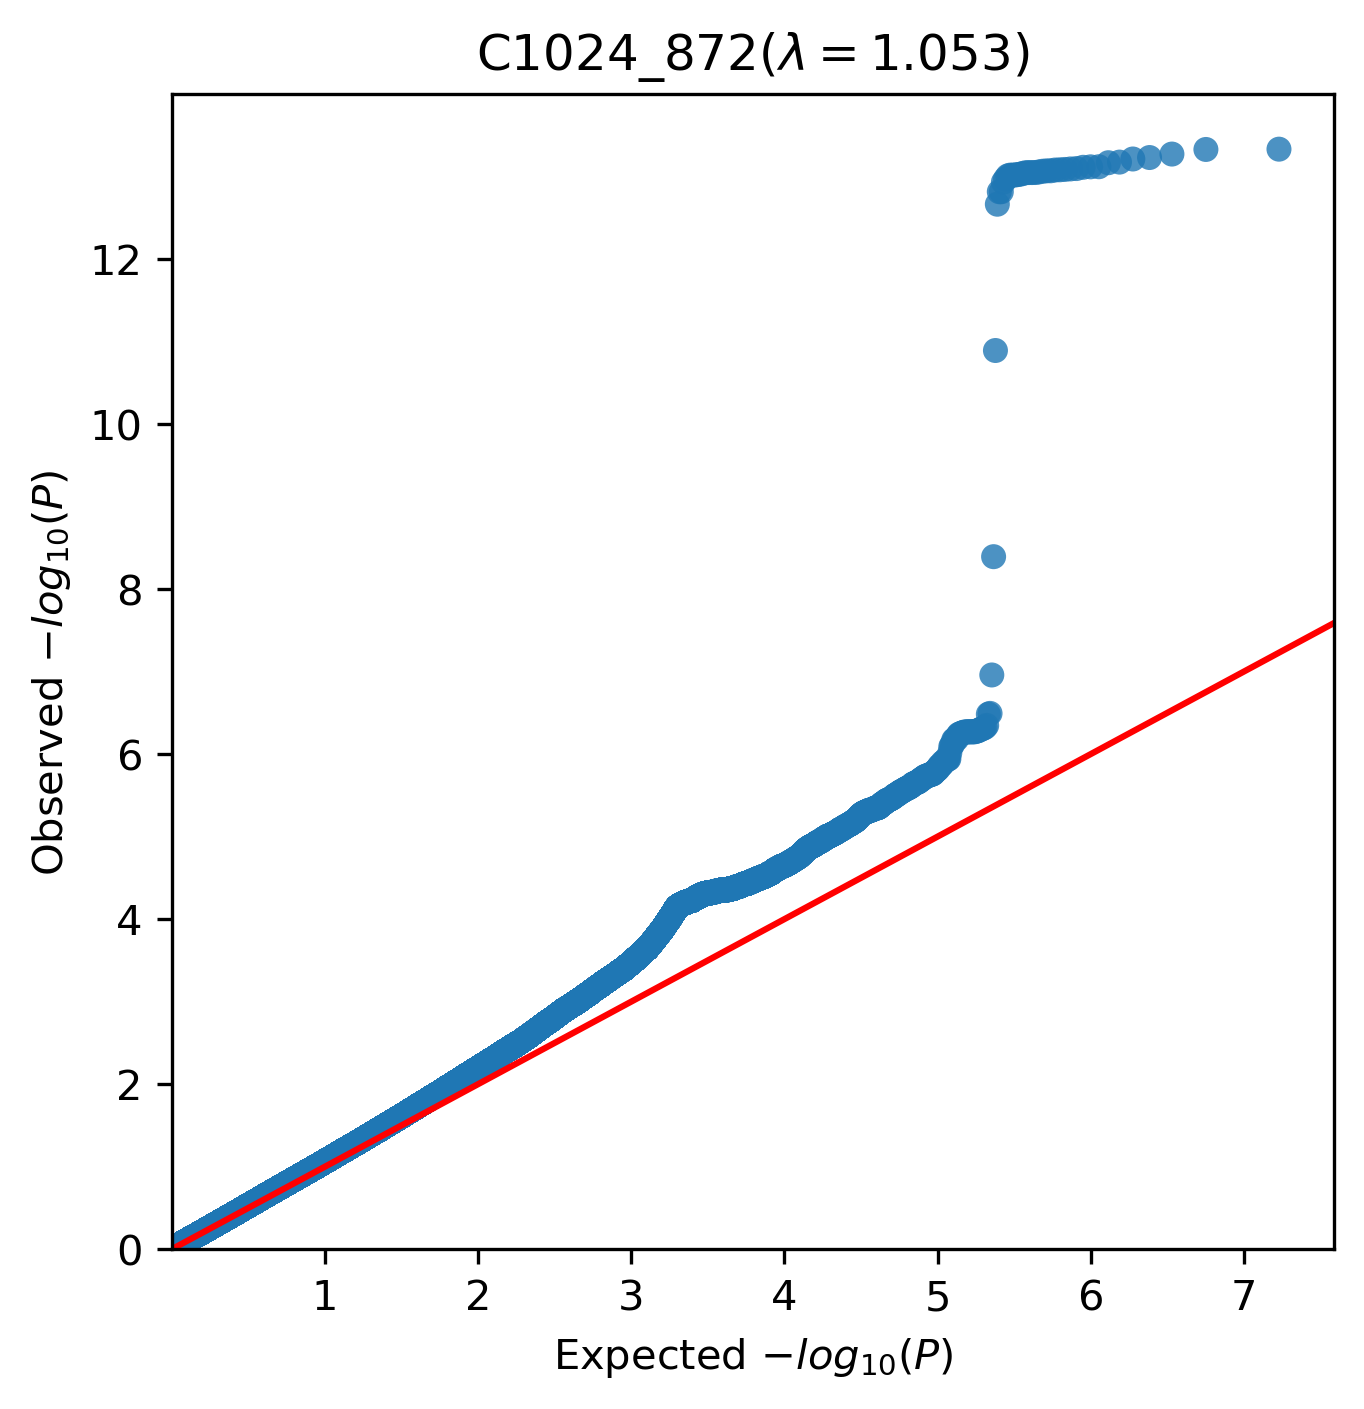 C1024_872(λ = 1.053)
12
10
8
6
4
2
0
Observed −log10(P)
1 2 3 4 5 6 7
Expected −log10(P)